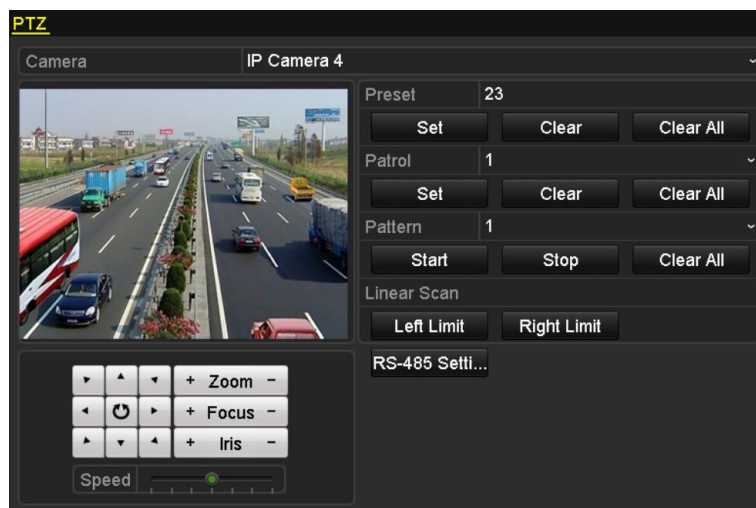 PTZ
Camera IP Camera 4
Preset 23
Set Clear Clear All
Patrol 1
Set Clear Clear All
Pattern 1
Start Stop Clear All
Linear Scan
Left Limit Right Limit
RS-485 Setti...
+ Zoom -
+ Focus -
+ Iris -
Speed